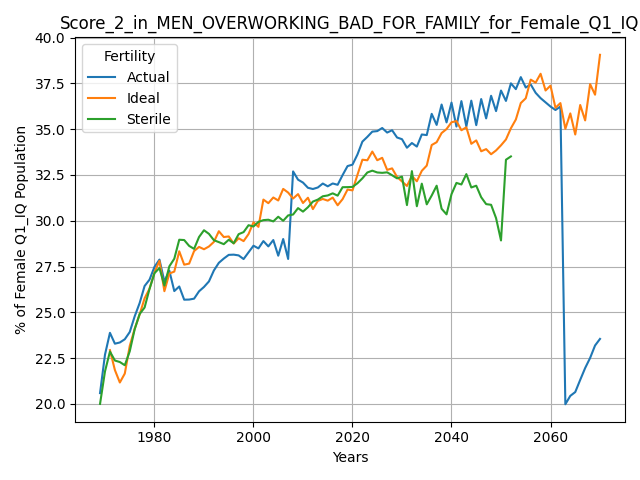 Score_2_in_MEN_OVERWORKING_BAD_FOR_FAMILY_for_Female_Q1_IQ
Fertility
Actual
Ideal
Sterile
% of Female Q1_IQ Population
40.0
37.5
35.0
32.5
30.0
27.5
25.0
22.5
20.0
1980 2000 2020 2040 2060
Years